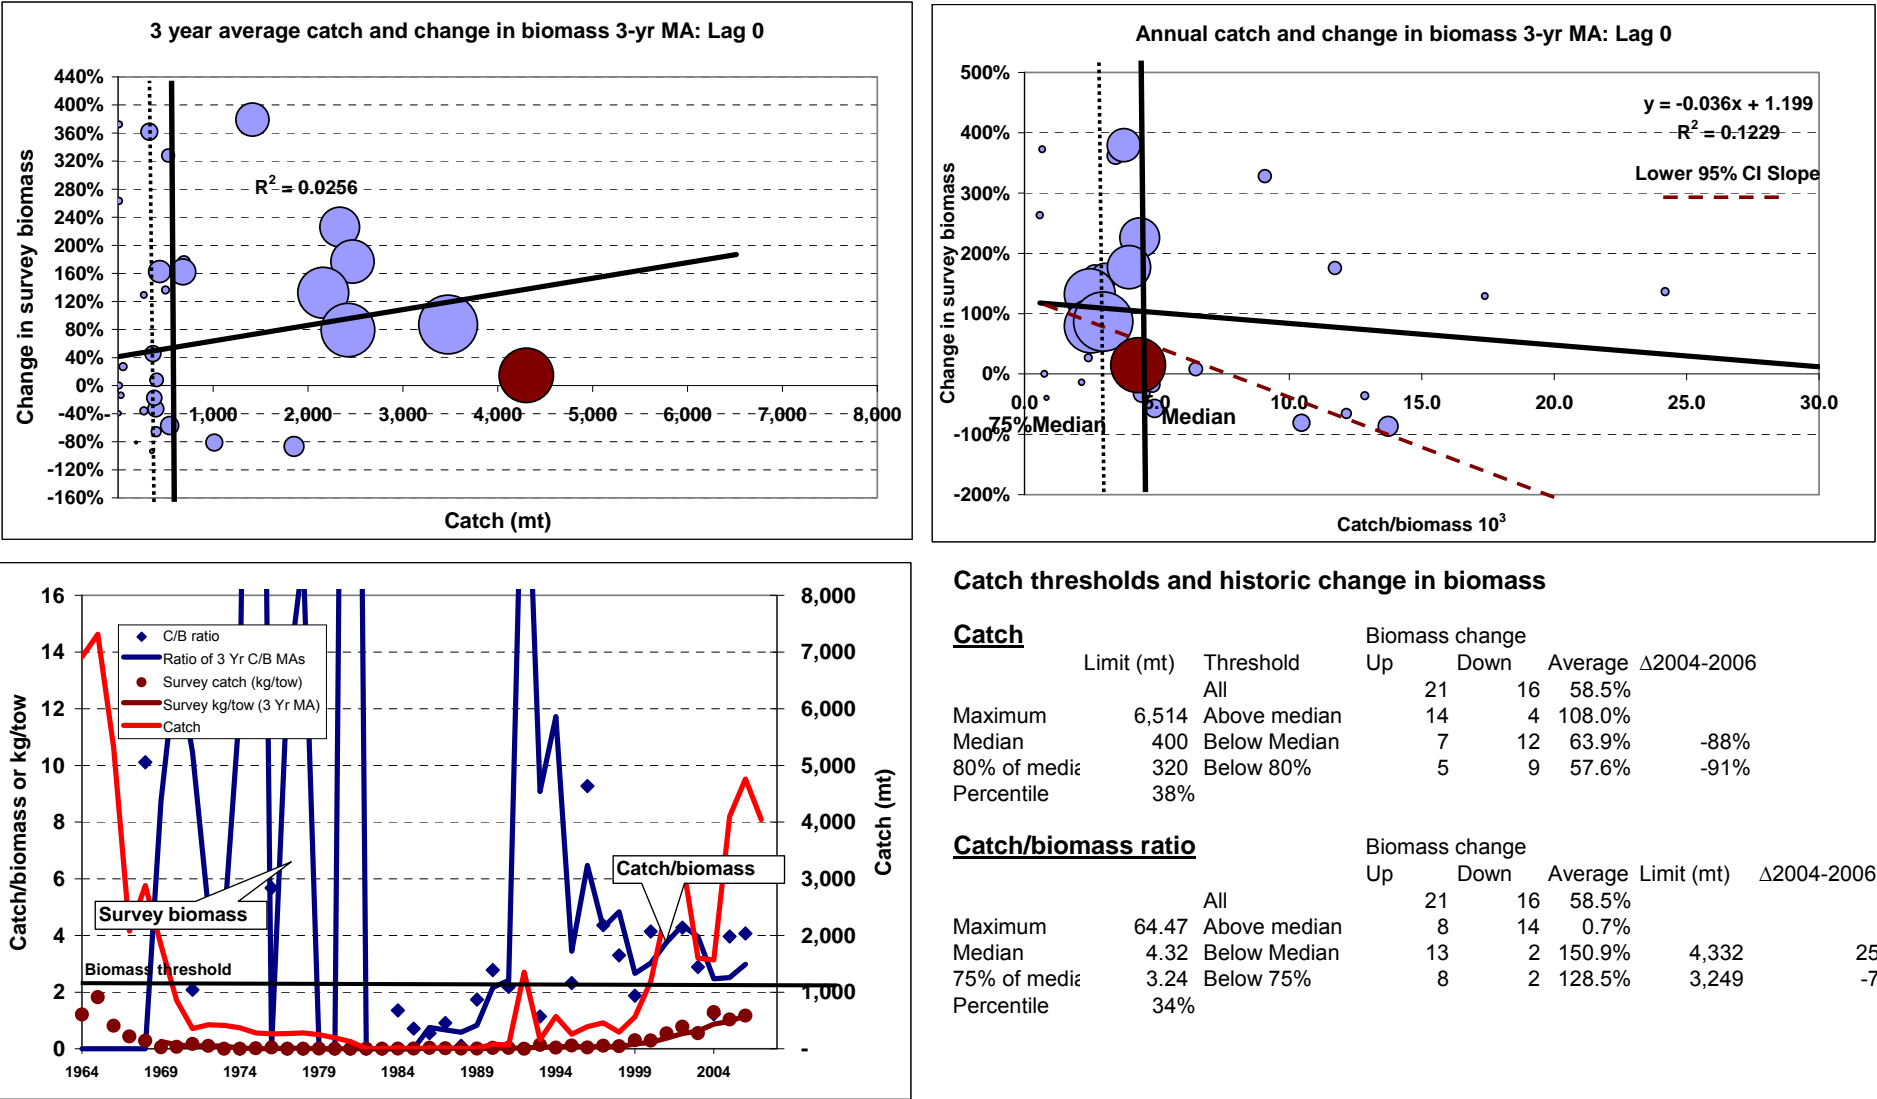 3 year average catch and change in biomass 3-yr MA: Lag 0
440%
400%
360%
320%
280%
240%
200%
160%
120%
80%
40%
0%
-40%
-80%
-120%
-160%
Change in survey biomass
R2 = 0.0256
- 1,000 2,000 3,000 4,000 5,000 6,000 7,000 8,000
Catch (mt)
Annual catch and change in biomass 3-yr MA: Lag 0
500%
400%
300%
200%
100%
0%
-100%
-200%
Change in survey biomass
y = -0.036x + 1.199
R2 = 0.1229
Lower 95% CI Slope
0.0 5.0 10.0 15.0 20.0 25.0 30.0
75%Median
Median
Catch/biomass 103
16
14
12
10
8
6
4
2
0
Catch/biomass or kg/tow
8,000
7,000
6,000
5,000
4,000
3,000
2,000
1,000
-
Catch (mt)
C/B ratio
Ratio of 3 Yr C/B MAs
Survey catch (kg/tow)
Survey kg/tow (3 Yr MA)
Catch
Survey biomass
Catch/biomass
Biomass threshold
1964 1969 1974 1979 1984 1989 1994 1999 2004
Catch thresholds and historic change in biomass
Catch Biomass change
Limit (mt) Threshold Up Down Average Δ2004-2006
All 21 16 58.5%
Maximum 6,514 Above median 14 4 108.0%
Median 400 Below Median 7 12 63.9% -88%
80% of media 320 Below 80% 5 9 57.6% -91%
Percentile 38%
Catch/biomass ratio Biomass change
Up Down Average Limit (mt) Δ2004-2006
All 21 16 58.5%
Maximum 64.47 Above median 8 14 0.7%
Median 4.32 Below Median 13 2 150.9% 4,332 25
75% of media 3.24 Below 75% 8 2 128.5% 3,249 -7
Percentile 34%